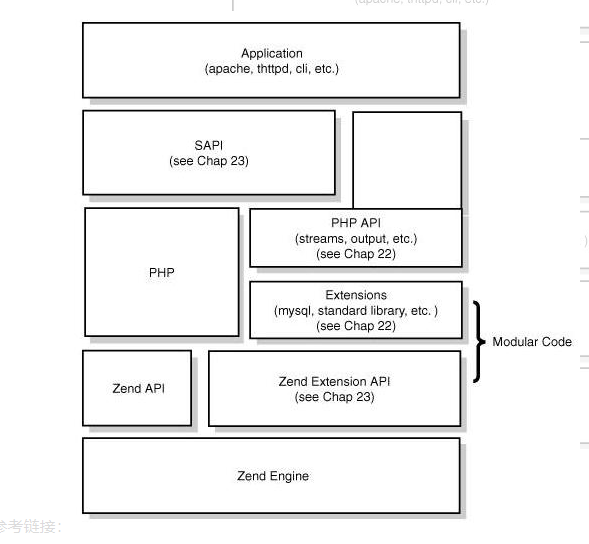 (apache, thttpd, cli, etc.)
Application
(apache, thttpd, cli, etc.)
SAPI
(see Chap 23)
PHP API
(streams, output, etc.)
(see Chap 22)
PHP
Extensions
(mysql, standard library, etc. )
(see Chap 22)
Modular Code
Zend API
Zend Extension API
(see Chap 23)
Zend Engine
参考链接：